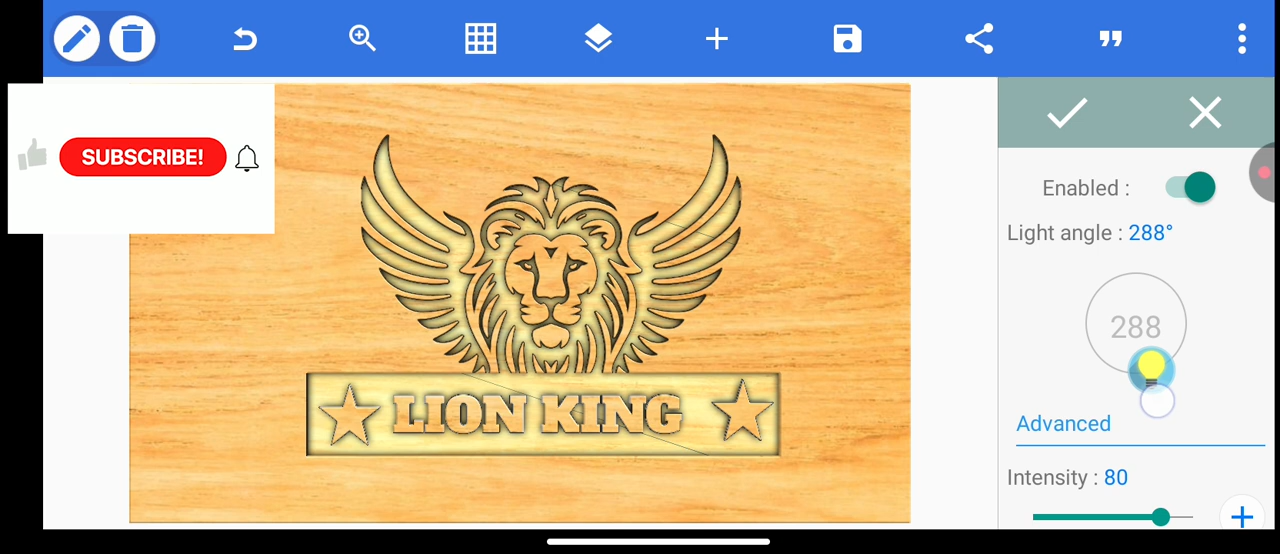 SUBSCRIBE!
Enabled :
Light angle : 288°
288
LION KING
Advanced
Intensity : 80